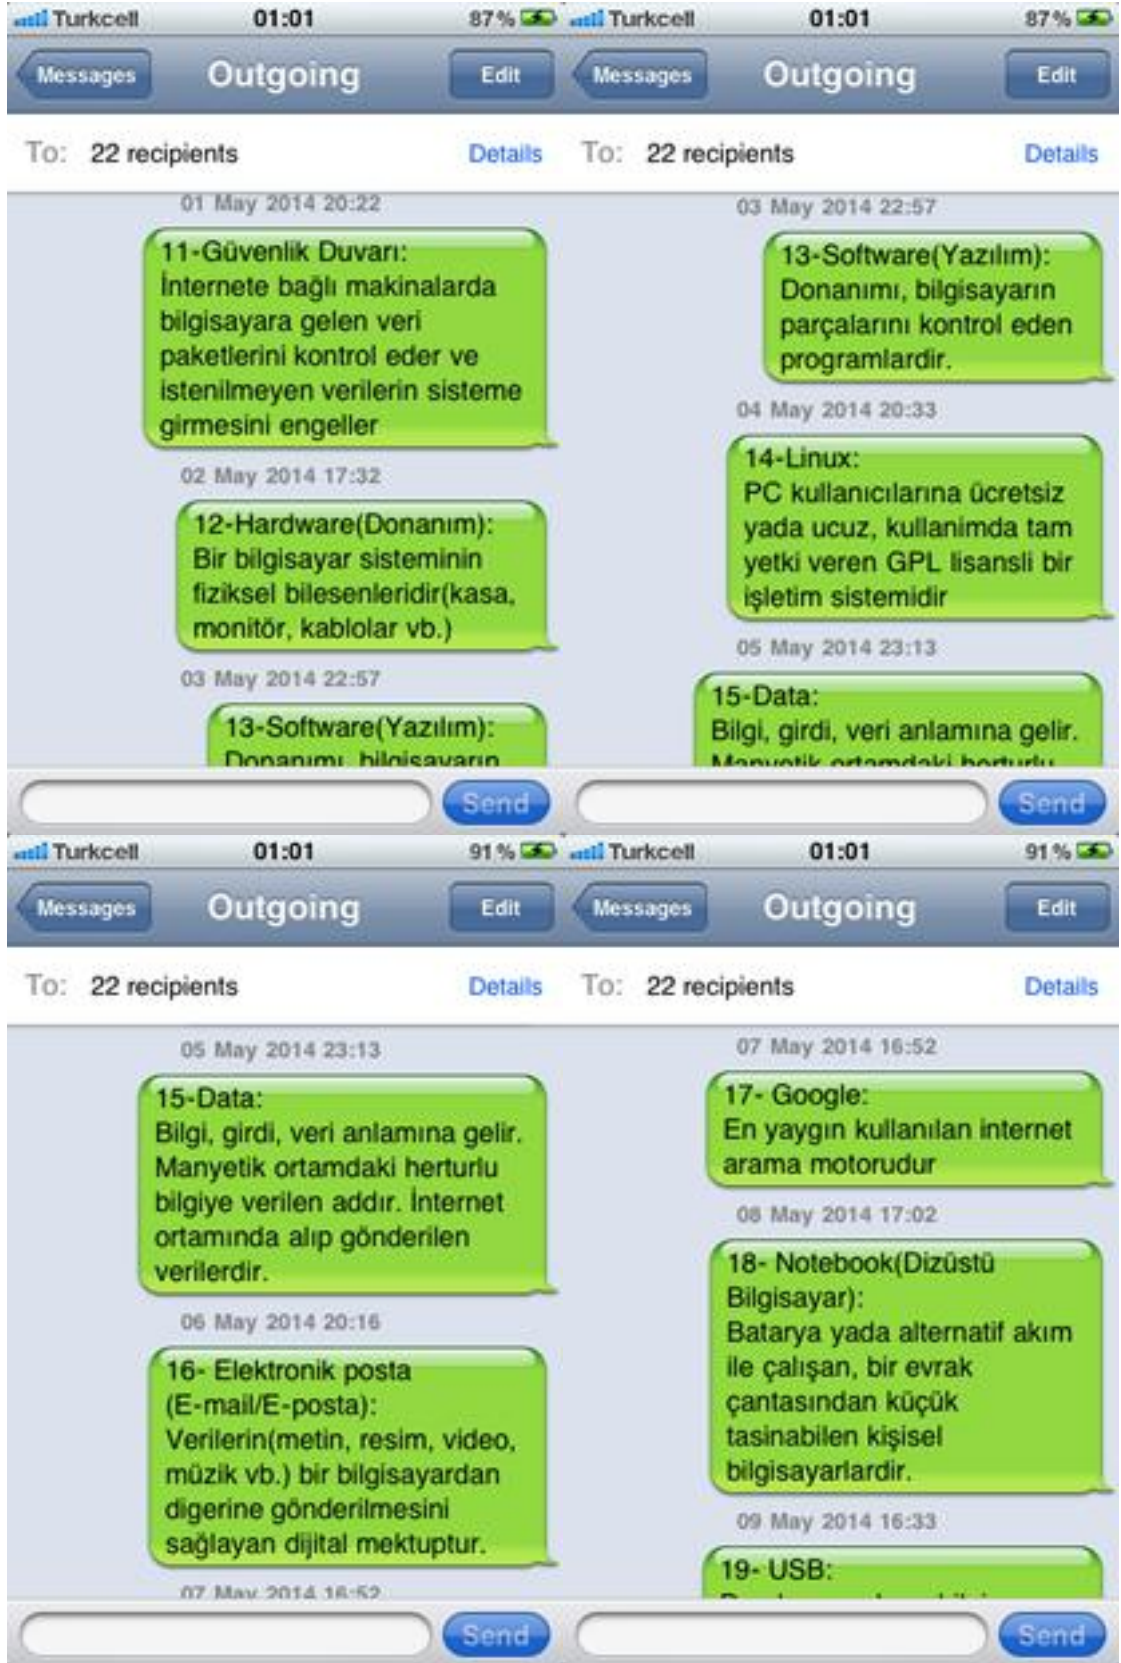 Turkcell 01:01 87%
Messages Outgoing Edit
To: 22 recipients Details
01 May 2014 20:22
11-Güvenlik Duvarı:
İnternete bağlı makinalarda
bilgisayara gelen veri
paketlerini kontrol eder ve
istenilmeyen verilerin sisteme
girmesini engeller
02 May 2014 17:32
12-Hardware(Donanım):
Bir bilgisayar sisteminin
fiziksel bilesenleridir(kasa,
monitör, kablolar vb.)
03 May 2014 22:57
13-Software(Yazılım):
Donanımı, bilgisayarın
Send
Turkcell 01:01 87%
Messages Outgoing Edit
To: 22 recipients Details
03 May 2014 22:57
13-Software(Yazılım):
Donanımı, bilgisayarın
parçalarını kontrol eden
programlardir.
04 May 2014 20:33
14-Linux:
PC kullanıcılarına ücretsiz
yada ucuz, kullanimda tam
yetki veren GPL lisansli bir
işletim sistemidir
05 May 2014 23:13
15-Data:
Bilgi, girdi, veri anlamına gelir.
Manyetik ortamdaki herturlu
Send
Turkcell 01:01 91%
Messages Outgoing Edit
To: 22 recipients Details
05 May 2014 23:13
15-Data:
Bilgi, girdi, veri anlamına gelir.
Manyetik ortamdaki herturlu
bilgiye verilen addır. İnternet
ortamında alıp gönderilen
verilerdir.
06 May 2014 20:16
16- Elektronik posta
(E-mail/E-posta):
Verilerin(metin, resim, video,
müzik vb.) bir bilgisayardan
digerine gönderilmesini
sağlayan dijital mektuptur.
07 May 2014 16:52
Send
Turkcell 01:01 91%
Messages Outgoing Edit
To: 22 recipients Details
07 May 2014 16:52
17- Google:
En yaygın kullanılan internet
arama motorudur
08 May 2014 17:02
18- Notebook(Dizüstü
Bilgisayar):
Batarya yada alternatif akım
ile çalışan, bir evrak
çantasından küçük
tasinabilen kişisel
bilgisayarlardir.
09 May 2014 16:33
19- USB:
Send